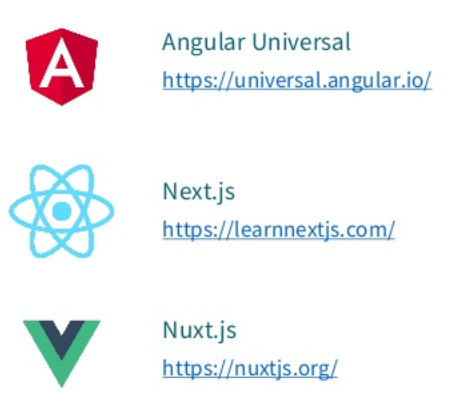 Angular Universal
https://universal.angular.io/
Next.js
https://learnnextjs.com/
Nuxt.js
https://nuxtjs.org/